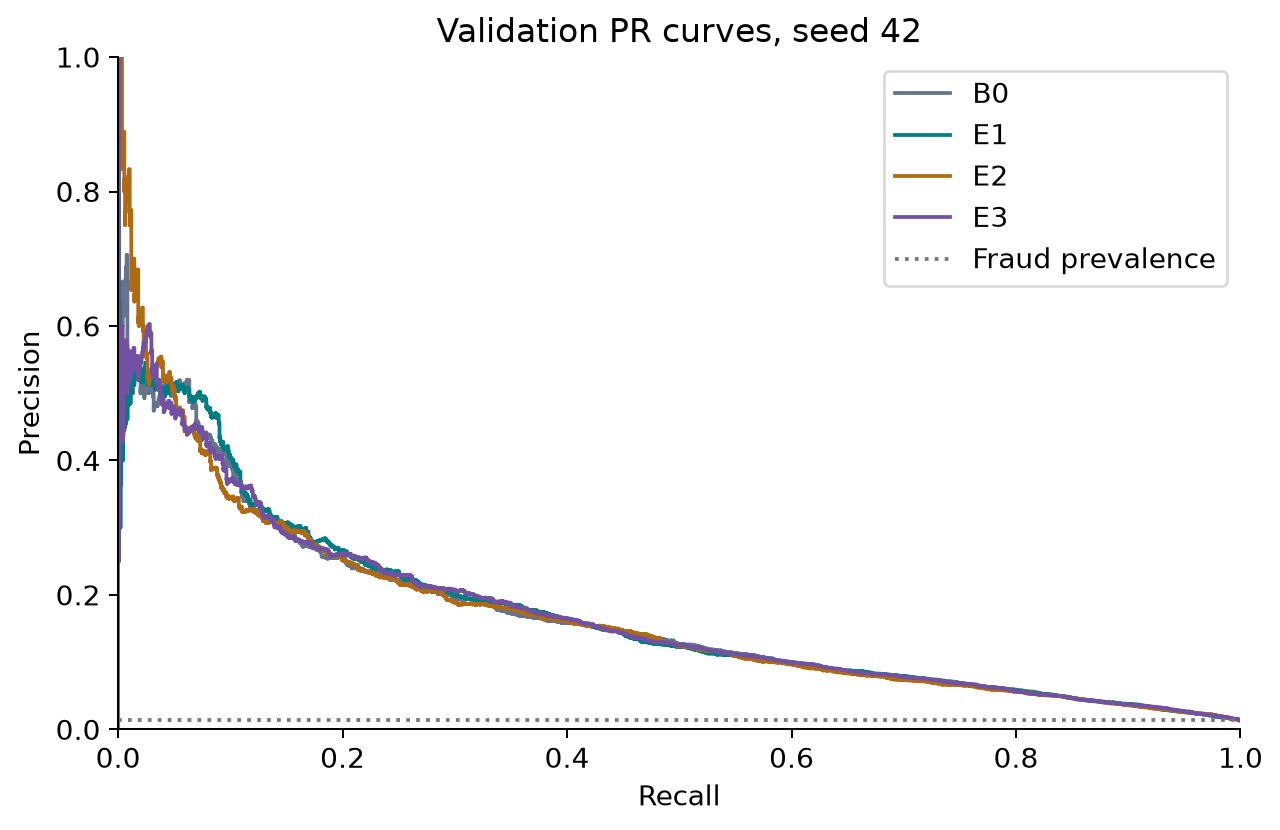 Validation PR curves, seed 42
B0
E1
E2
E3
Fraud prevalence
Precision
1.0
0.8
0.6
0.4
0.2
0.0
0.0 0.2 0.4 0.6 0.8 1.0
Recall